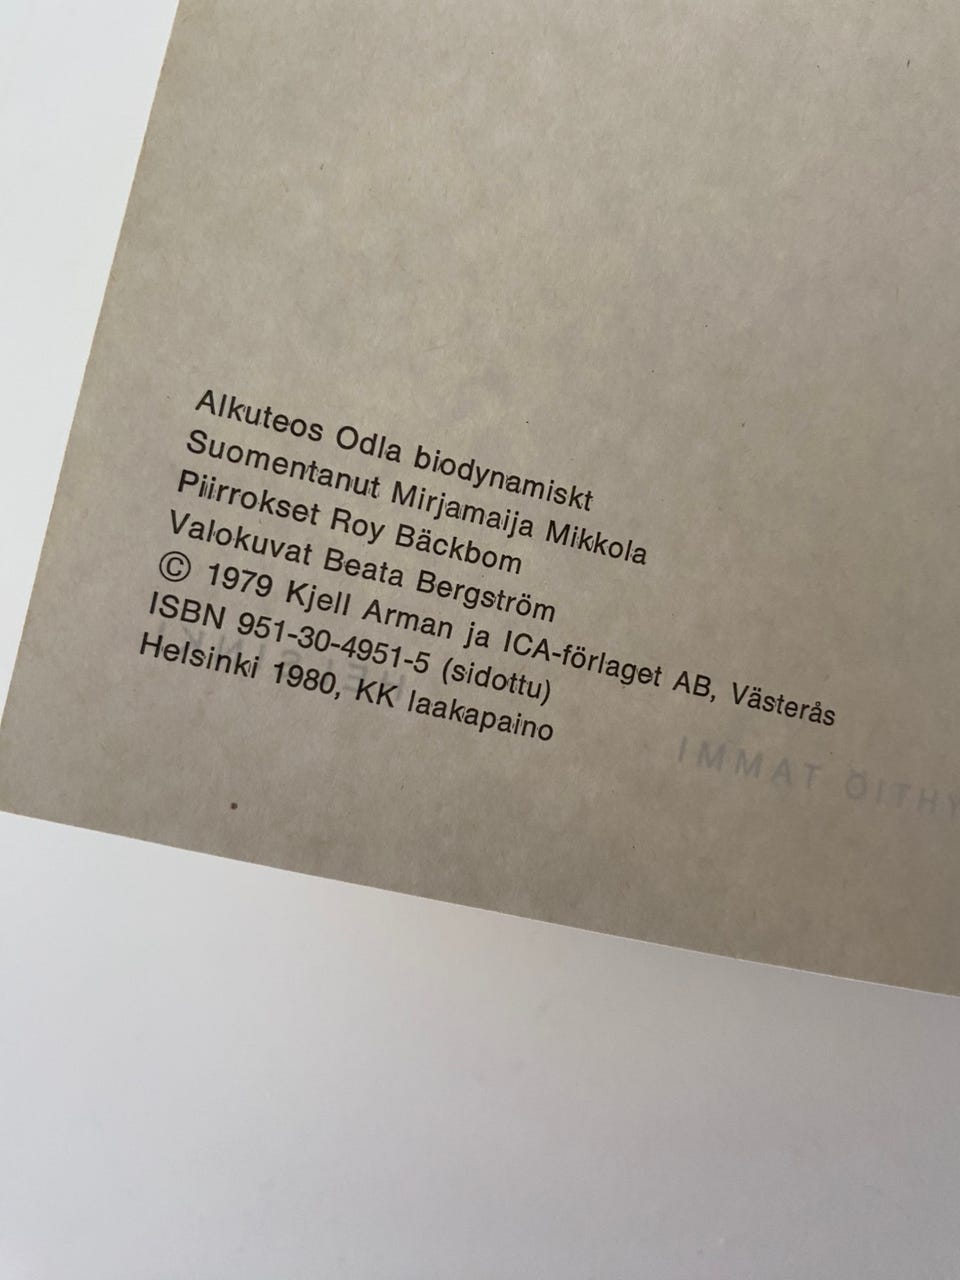 Alkuteos Odla biodynamiskt
Suomentanut Mirjamaija Mikkola
Piirrokset Roy Bäckbom
Valokuvat Beata Bergström
© 1979 Kjell Arman ja ICA-förlaget AB, Västerås
ISBN 951-30-4951-5 (sidottu)
Helsinki 1980, KK laakapaino